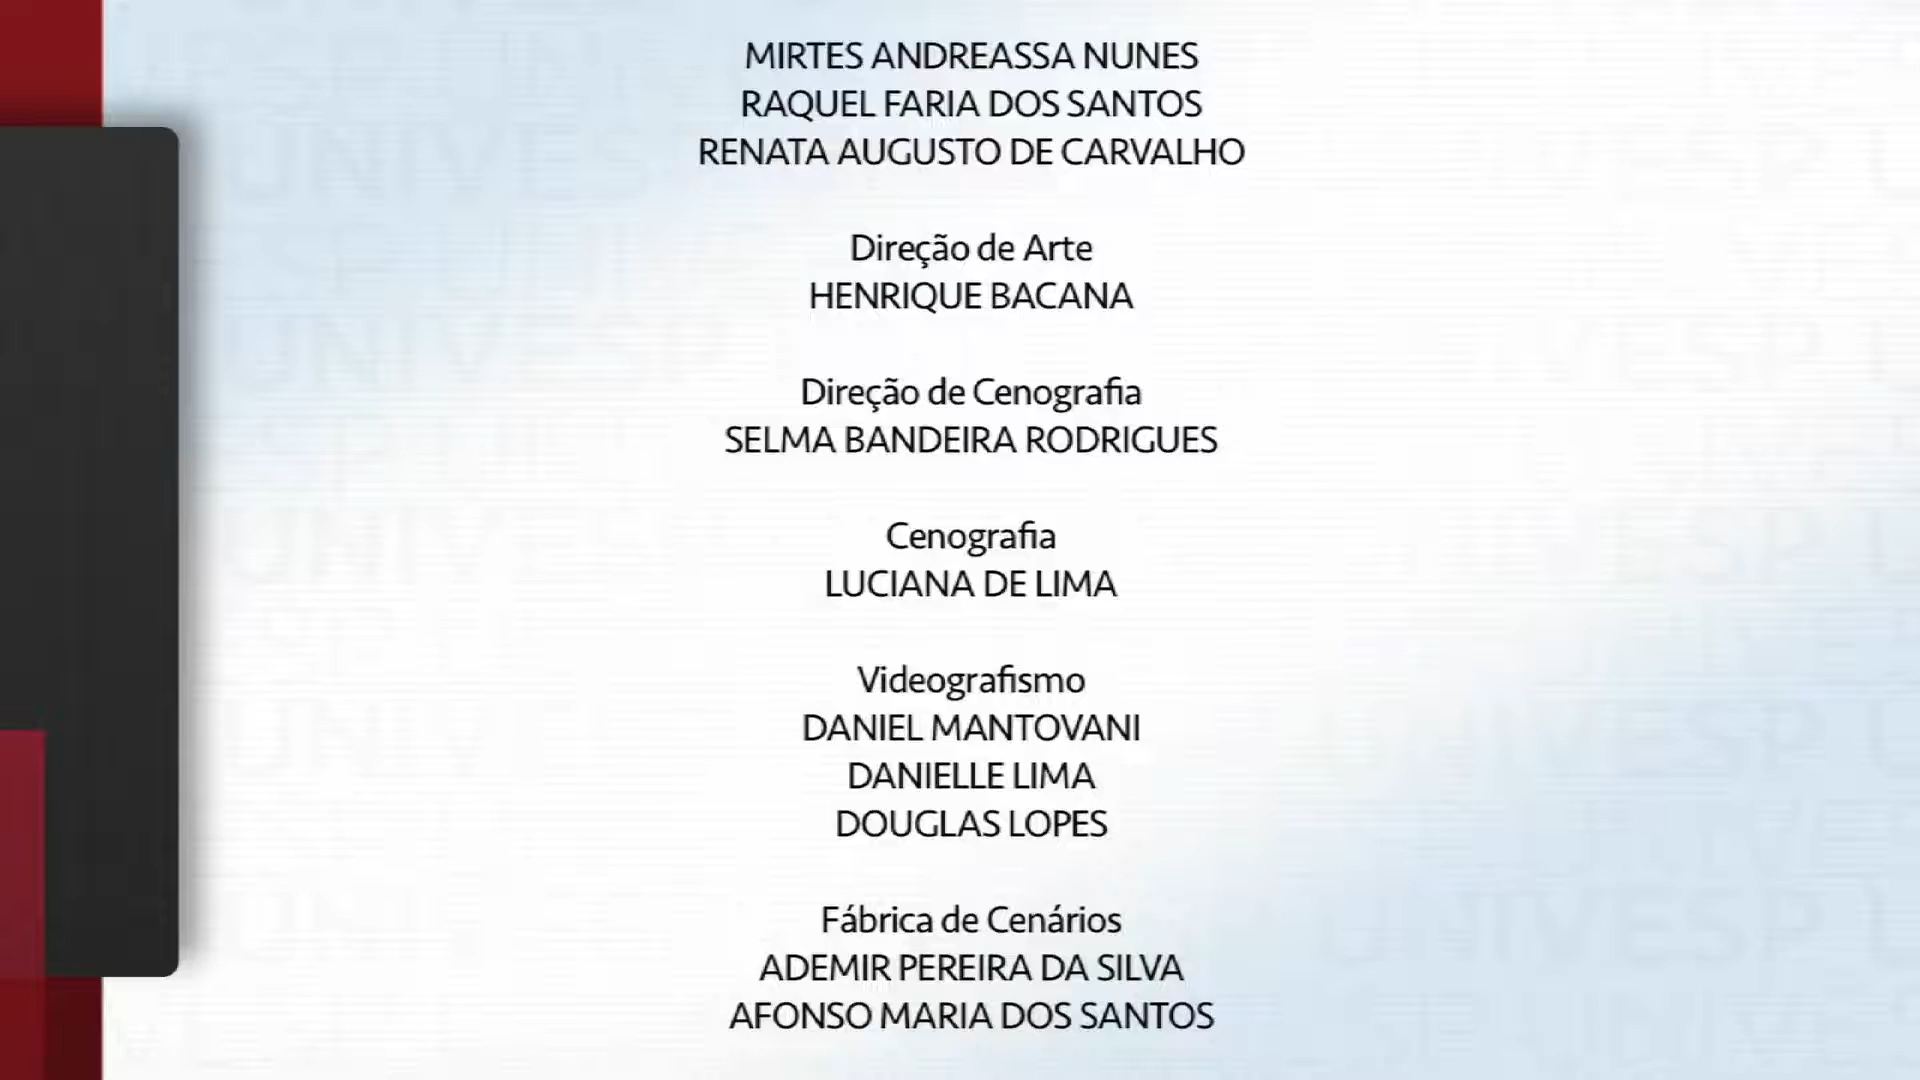 MIRTES ANDREASSA NUNES
RAQUEL FARIA DOS SANTOS
RENATA AUGUSTO DE CARVALHO
Direção de Arte
HENRIQUE BACANA
Direção de Cenografia
SELMA BANDEIRA RODRIGUES
Cenografia
LUCIANA DE LIMA
Videografismo
DANIEL MANTOVANI
DANIELLE LIMA
DOUGLAS LOPES
Fábrica de Cenários
ADEMIR PEREIRA DA SILVA
AFONSO MARIA DOS SANTOS